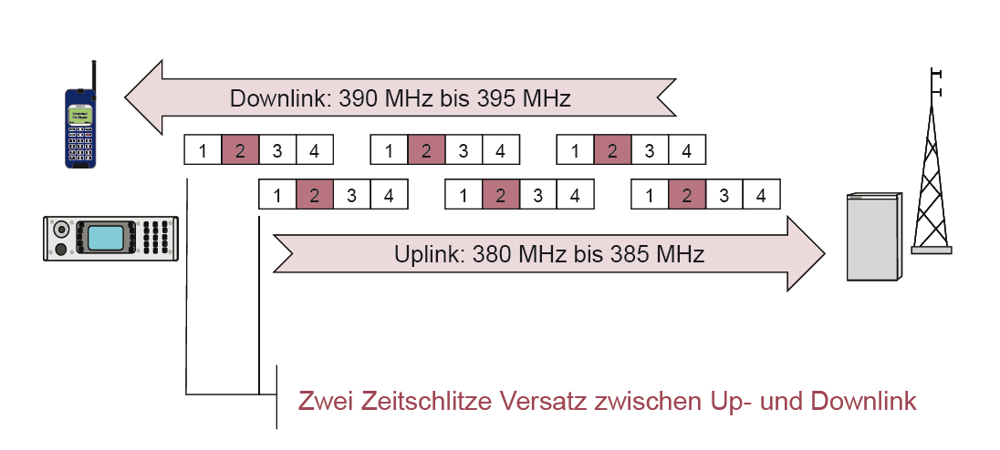 Downlink: 390 MHz bis 395 MHz
1 2 3 4 1 2 3 4 1 2 3 4
1 2 3 4 1 2 3 4 1 2 3 4
Uplink: 380 MHz bis 385 MHz
Zwei Zeitschlitze Versatz zwischen Up- und Downlink